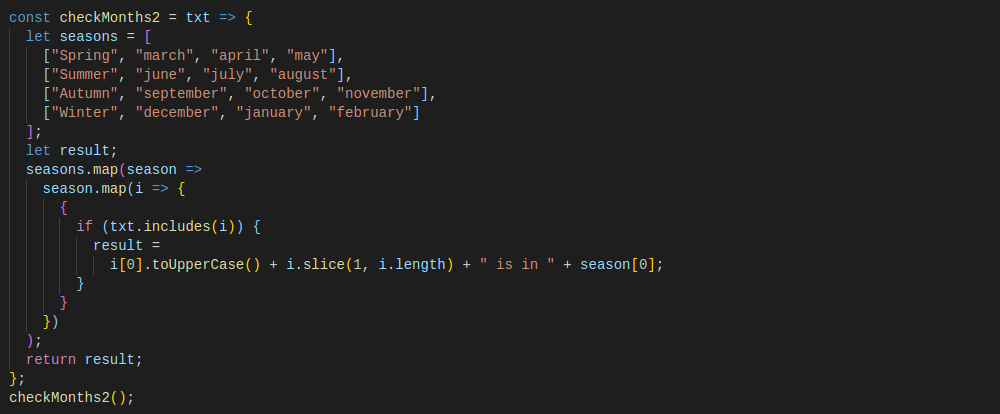 const checkMonths2 = txt => {
  let seasons = [
    ["Spring", "march", "april", "may"],
    ["Summer", "june", "july", "august"],
    ["Autumn", "september", "october", "november"],
    ["Winter", "december", "january", "february"]
  ];
  let result;
  seasons.map(season =>
    season.map(i => {
      {
        if (txt.includes(i)) {
          result =
            i[0].toUpperCase() + i.slice(1, i.length) + " is in " + season[0];
        }
      }
    })
  );
  return result;
};
checkMonths2();